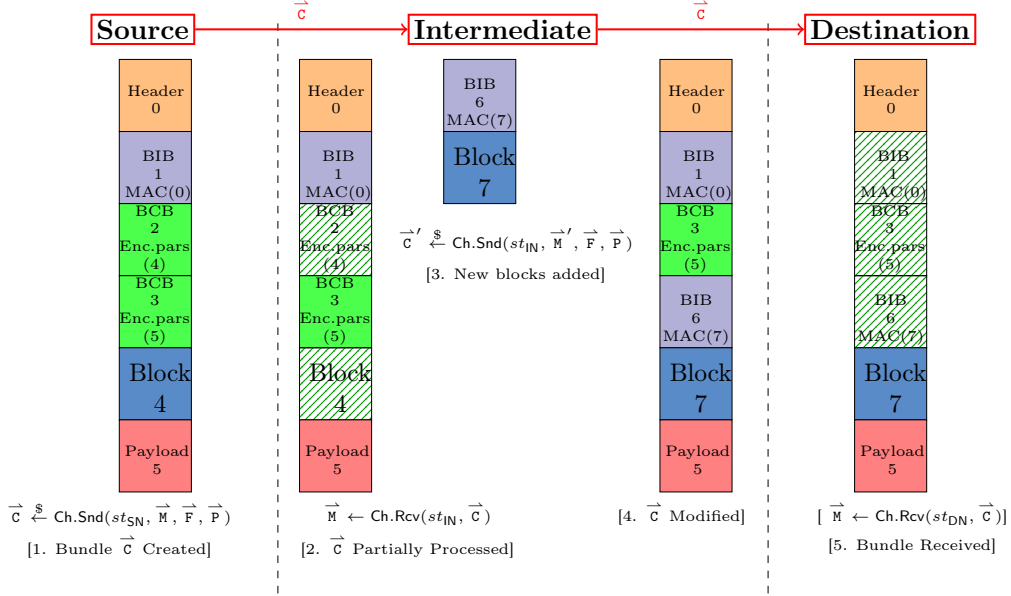 C⃗
C⃗
Source
Intermediate
Destination
Header
0
BIB
1
MAC(0)
BCB
2
Enc.pars
(4)
BCB
3
Enc.pars
(5)
Block
4
Payload
5
C⃗ ←$ Ch.Snd(st_SN, M⃗, F⃗, P⃗)
[1. Bundle C⃗ Created]
Header
0
BIB
1
MAC(0)
BCB
2
Enc.pars
(4)
BCB
3
Enc.pars
(5)
Block
4
Payload
5
M⃗ ← Ch.Rcv(st_IN, C⃗)
[2. C⃗ Partially Processed]
BIB
6
MAC(7)
Block
7
C⃗′ ←$ Ch.Snd(st_IN, M⃗′, F⃗, P⃗)
[3. New blocks added]
Header
0
BIB
1
MAC(0)
BCB
3
Enc.pars
(5)
BIB
6
MAC(7)
Block
7
Payload
5
[4. C⃗ Modified]
Header
0
BIB
1
MAC(0)
BCB
3
Enc.pars
(5)
BIB
6
MAC(7)
Block
7
Payload
5
[ M⃗ ← Ch.Rcv(st_DN, C⃗)]
[5. Bundle Received]